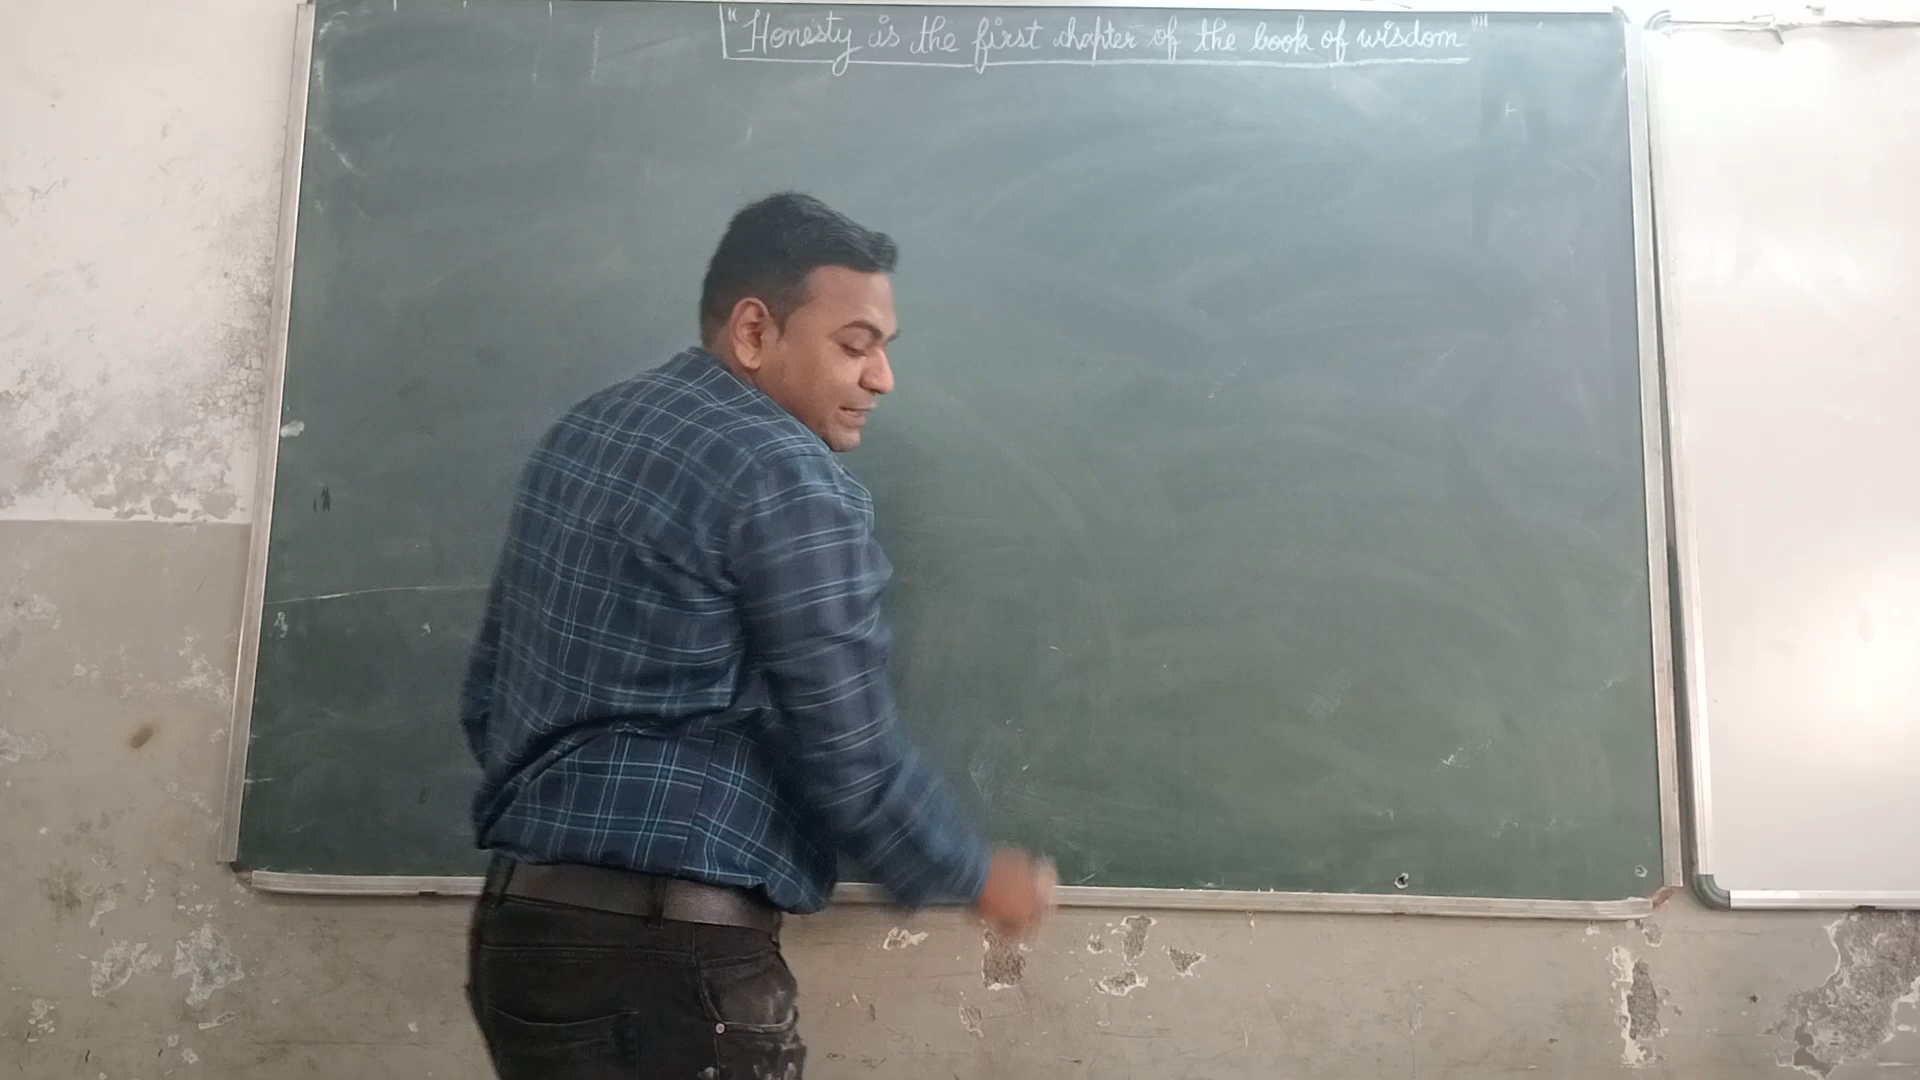 "Honesty is the first chapter of the book of wisdom"